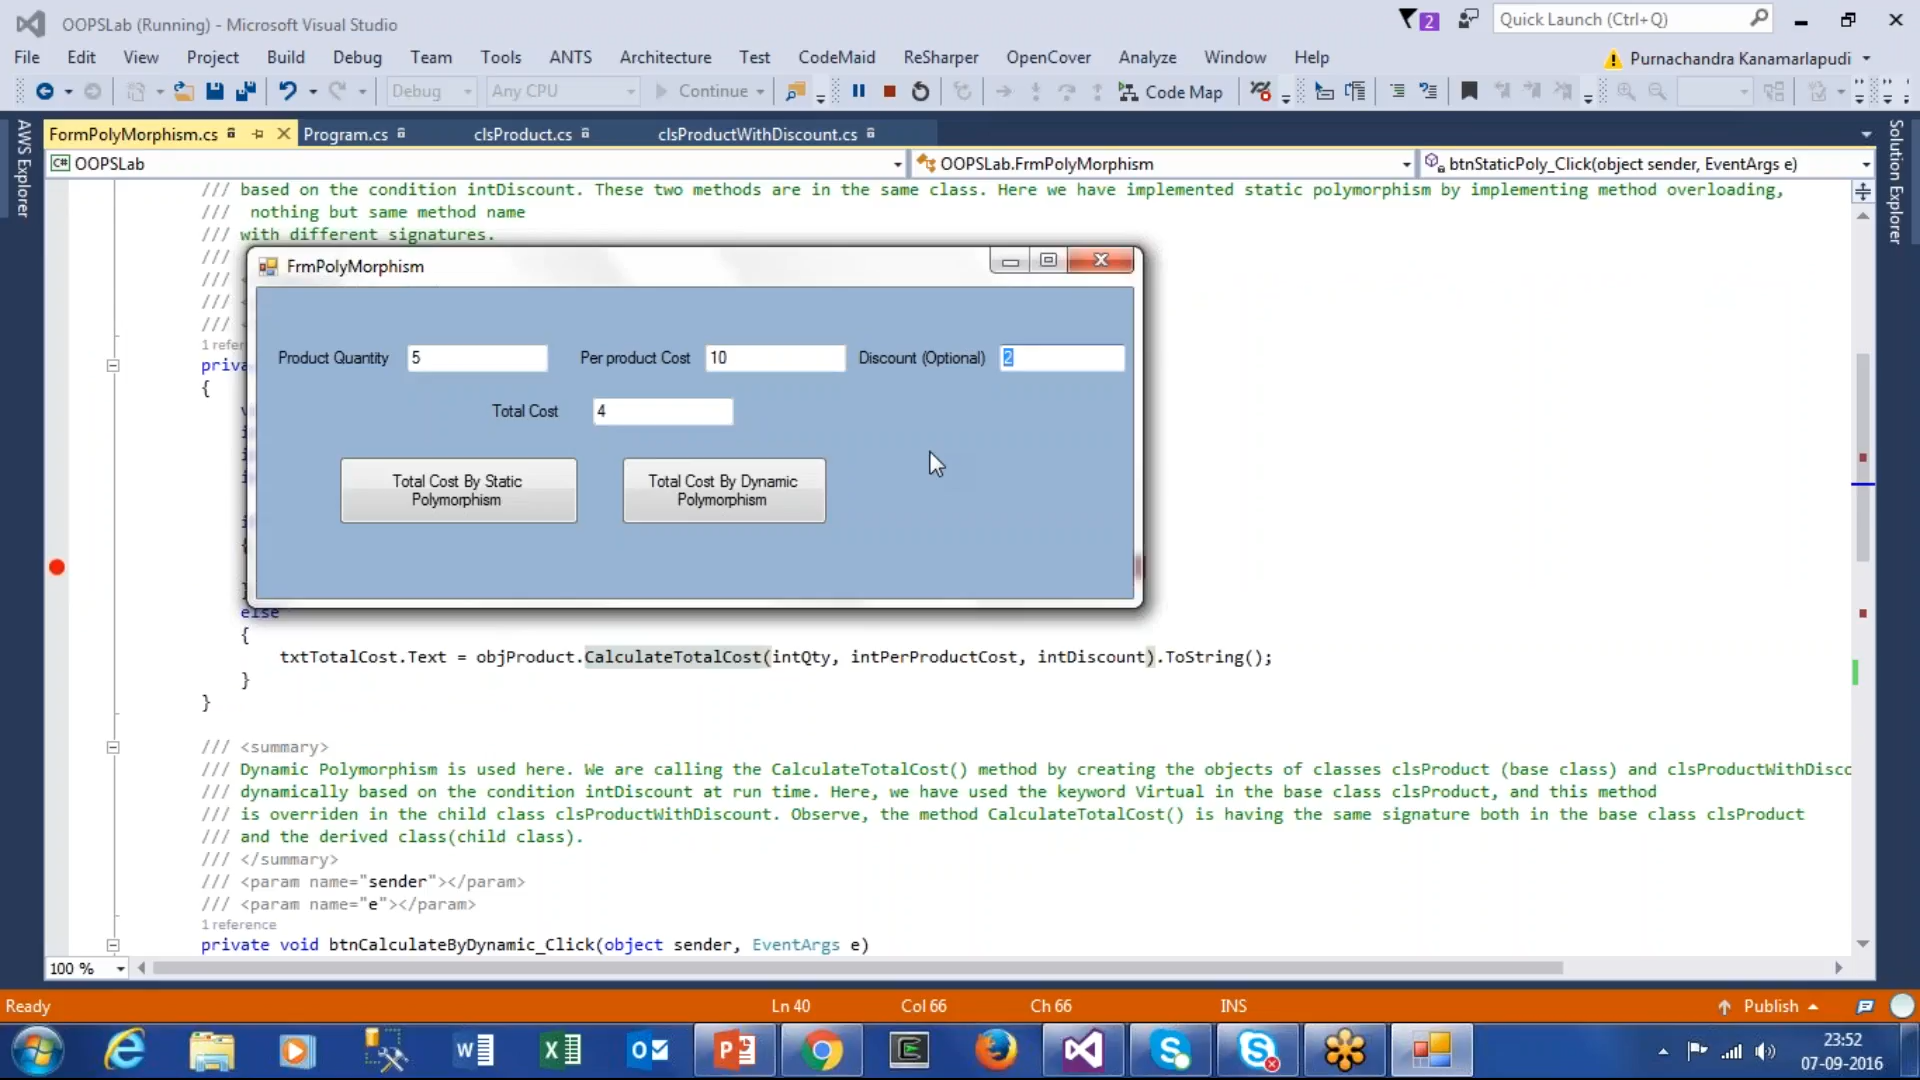 OOPSLab (Running) - Microsoft Visual Studio
2
Quick Launch (Ctrl+Q)
File Edit View Project Build Debug Team Tools ANTS Architecture Test CodeMaid ReSharper OpenCover Analyze Window Help
Purnachandra Kanamarlapudi
Debug Any CPU Continue Code Map
AWS Explorer
Solution Explorer
FormPolyMorphism.cs Program.cs clsProduct.cs clsProductWithDiscount.cs
C# OOPSLab OOPSLab.FrmPolyMorphism btnStaticPoly_Click(object sender, EventArgs e)
/// based on the condition intDiscount. These two methods are in the same class. Here we have implemented static polymorphism by implementing method overloading,
/// nothing but same method name
/// with different signatures.
///
///
///
///
1 refer
priva
{
FrmPolyMorphism
Product Quantity 5 Per product Cost 10 Discount (Optional) 2
Total Cost 4
Total Cost By Static
Polymorphism
Total Cost By Dynamic
Polymorphism
else
{
txtTotalCost.Text = objProduct.CalculateTotalCost(intQty, intPerProductCost, intDiscount).ToString();
}
}
/// <summary>
/// Dynamic Polymorphism is used here. We are calling the CalculateTotalCost() method by creating the objects of classes clsProduct (base class) and clsProductWithDisco
/// dynamically based on the condition intDiscount at run time. Here, we have used the keyword Virtual in the base class clsProduct, and this method
/// is overriden in the child class clsProductWithDiscount. Observe, the method CalculateTotalCost() is having the same signature both in the base class clsProduct
/// and the derived class(child class).
/// </summary>
/// <param name="sender"></param>
/// <param name="e"></param>
1 reference
private void btnCalculateByDynamic_Click(object sender, EventArgs e)
100 %
Ready Ln 40 Col 66 Ch 66 INS Publish
23:52
07-09-2016